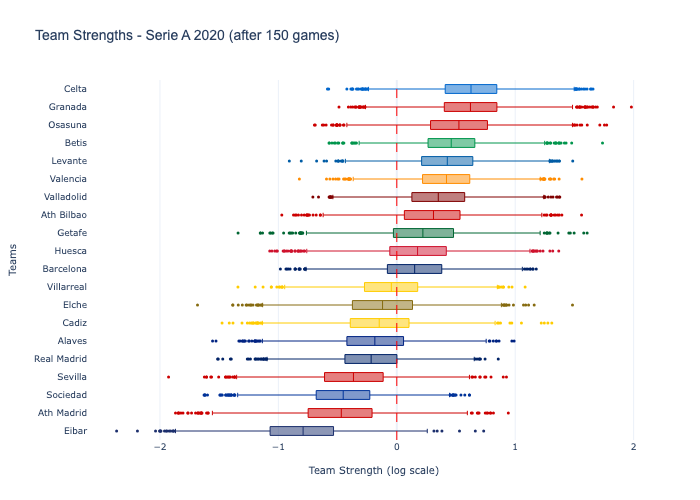 Team Strengths - Serie A 2020 (after 150 games)
Celta
Granada
Osasuna
Betis
Levante
Valencia
Valladolid
Ath Bilbao
Getafe
Huesca
Barcelona
Villarreal
Elche
Cadiz
Alaves
Real Madrid
Sevilla
Sociedad
Ath Madrid
Eibar
Teams
−2
−1
0
1
2
Team Strength (log scale)